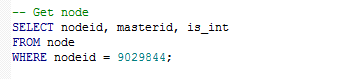 -- Get node
SELECT nodeid, masterid, is_int
FROM node
WHERE nodeid = 9029844;